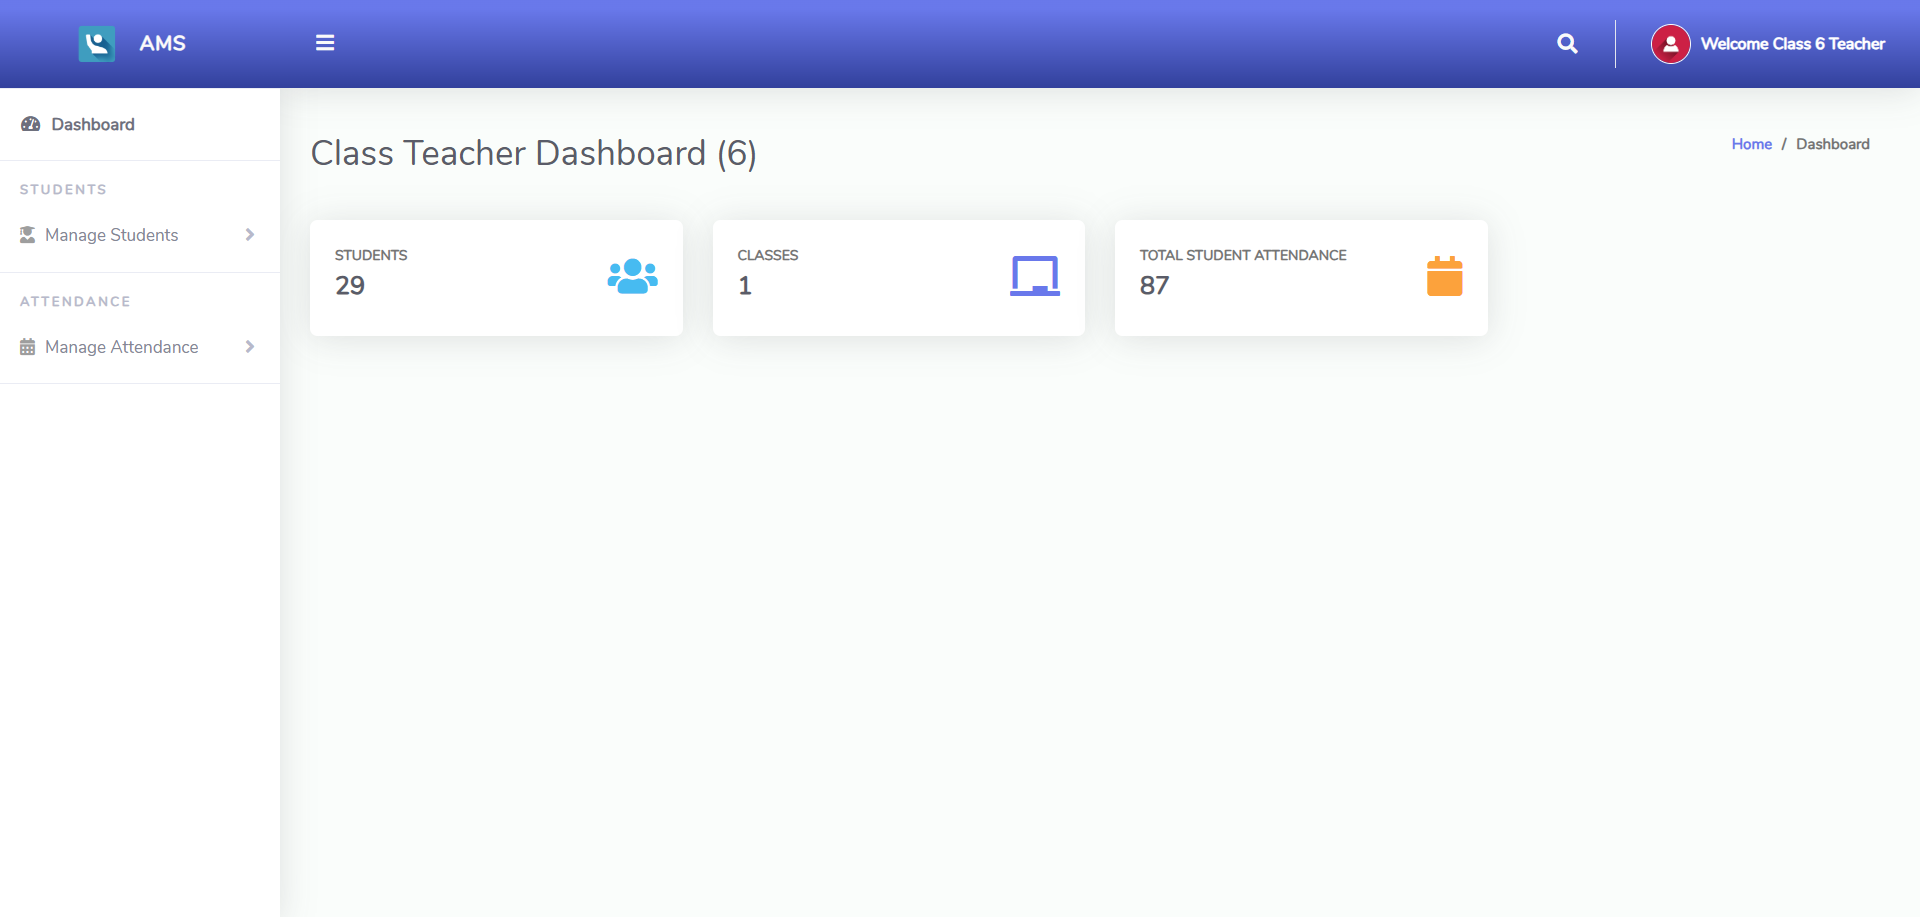 AMS
Welcome Class 6 Teacher
Dashboard
STUDENTS
Manage Students
ATTENDANCE
Manage Attendance
Class Teacher Dashboard (6)
Home / Dashboard
STUDENTS
29
CLASSES
1
TOTAL STUDENT ATTENDANCE
87